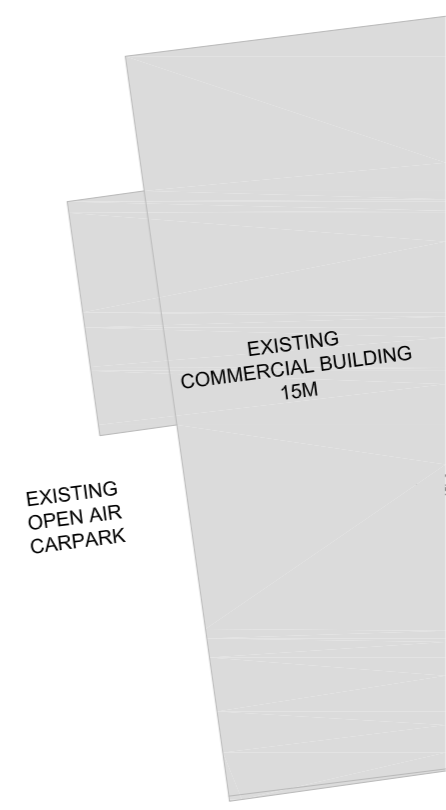 EXISTING
COMMERCIAL BUILDING
15M
EXISTING
OPEN AIR
CARPARK